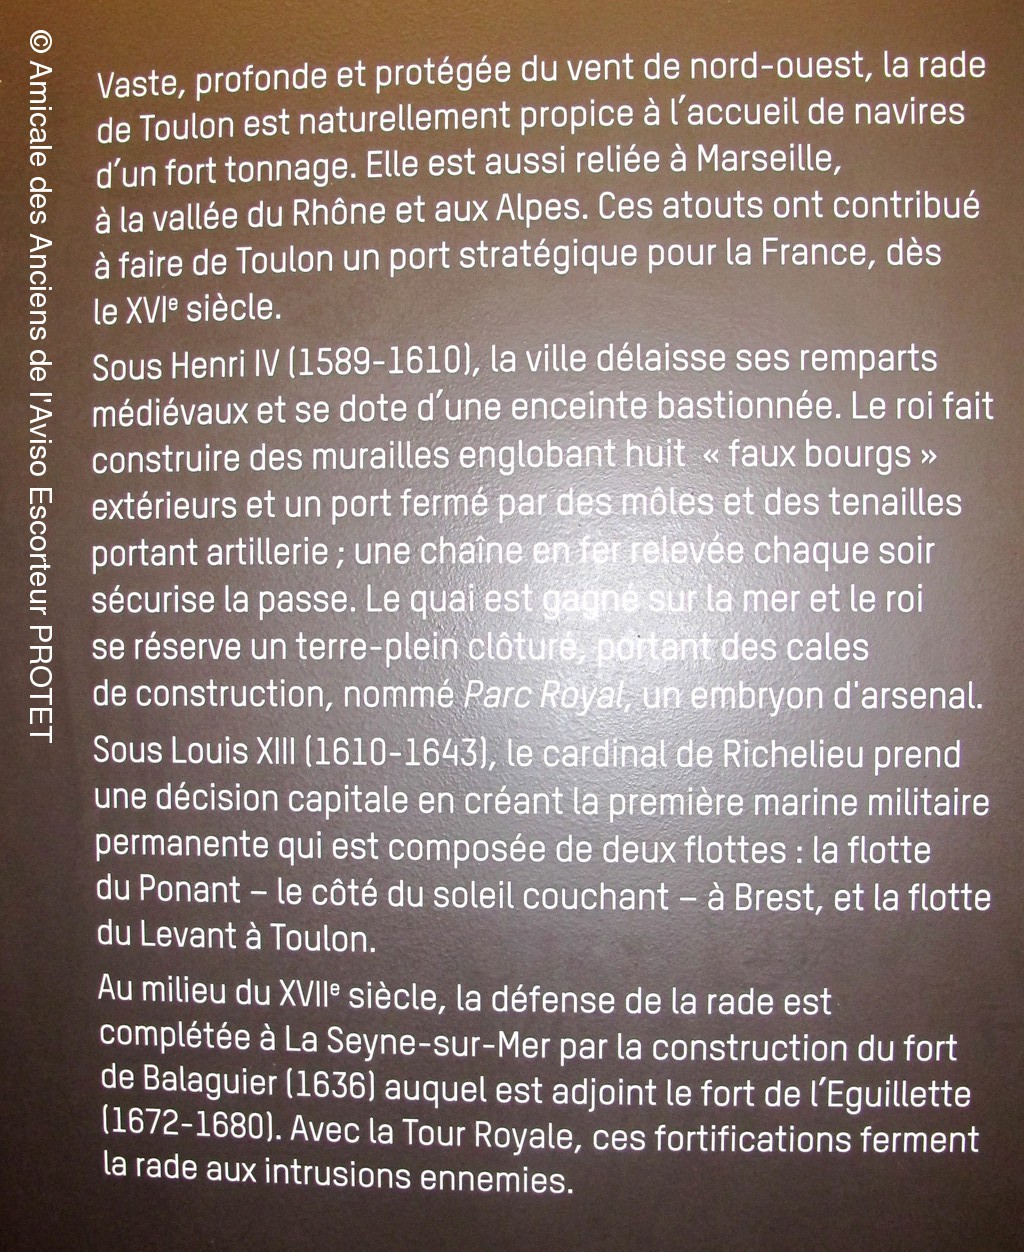 © Amicale des Anciens de l'Aviso Escorteur PROTET
Vaste, profonde et protégée du vent de nord-ouest, la rade
de Toulon est naturellement propice à l’accueil de navires
d’un fort tonnage. Elle est aussi reliée à Marseille,
à la vallée du Rhône et aux Alpes. Ces atouts ont contribué
à faire de Toulon un port stratégique pour la France, dès
le XVIᵉ siècle.
Sous Henri IV (1589-1610), la ville délaisse ses remparts
médiévaux et se dote d’une enceinte bastionnée. Le roi fait
construire des murailles englobant huit « faux bourgs »
extérieurs et un port fermé par des môles et des tenailles
portant artillerie ; une chaîne en fer relevée chaque soir
sécurise la passe. Le quai est gagné sur la mer et le roi
se réserve un terre-plein clôturé, portant des cales
de construction, nommé Parc Royal, un embryon d'arsenal.
Sous Louis XIII (1610-1643), le cardinal de Richelieu prend
une décision capitale en créant la première marine militaire
permanente qui est composée de deux flottes : la flotte
du Ponant – le côté du soleil couchant – à Brest, et la flotte
du Levant à Toulon.
Au milieu du XVIIᵉ siècle, la défense de la rade est
complétée à La Seyne-sur-Mer par la construction du fort
de Balaguier (1636) auquel est adjoint le fort de l’Eguillette
(1672-1680). Avec la Tour Royale, ces fortifications ferment
la rade aux intrusions ennemies.